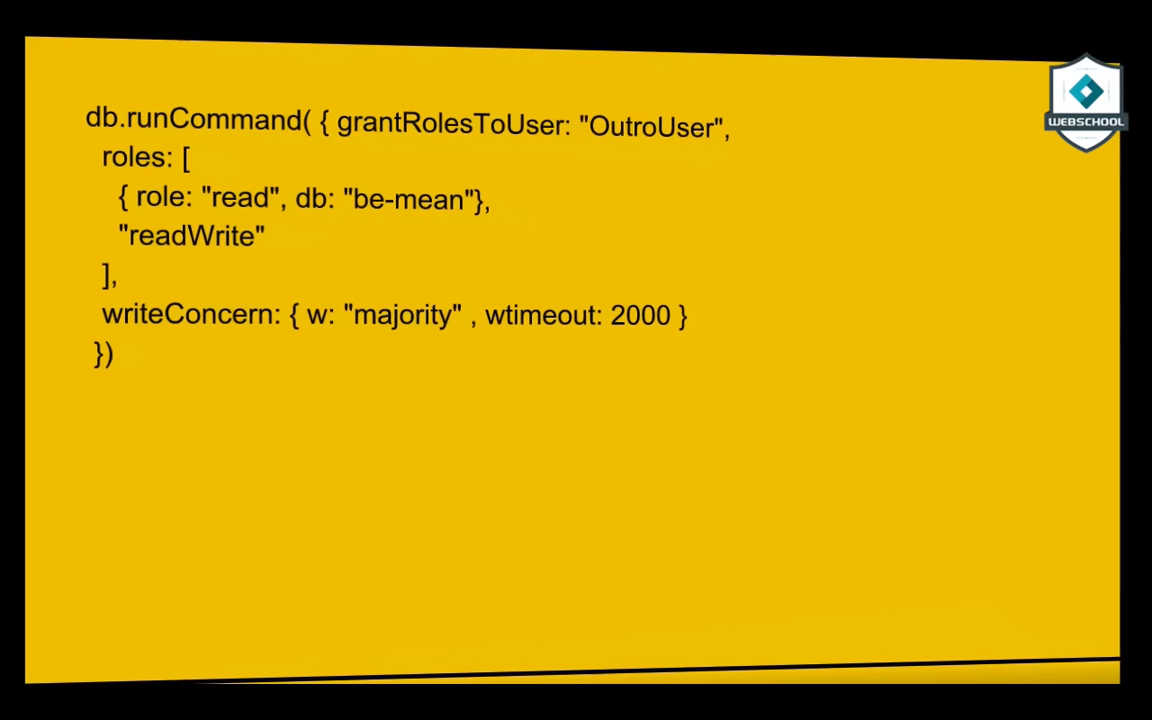 db.runCommand( { grantRolesToUser: "OutroUser",
roles: [
{ role: "read", db: "be-mean"},
"readWrite"
],
writeConcern: { w: "majority" , wtimeout: 2000 }
})
WEBSCHOOL